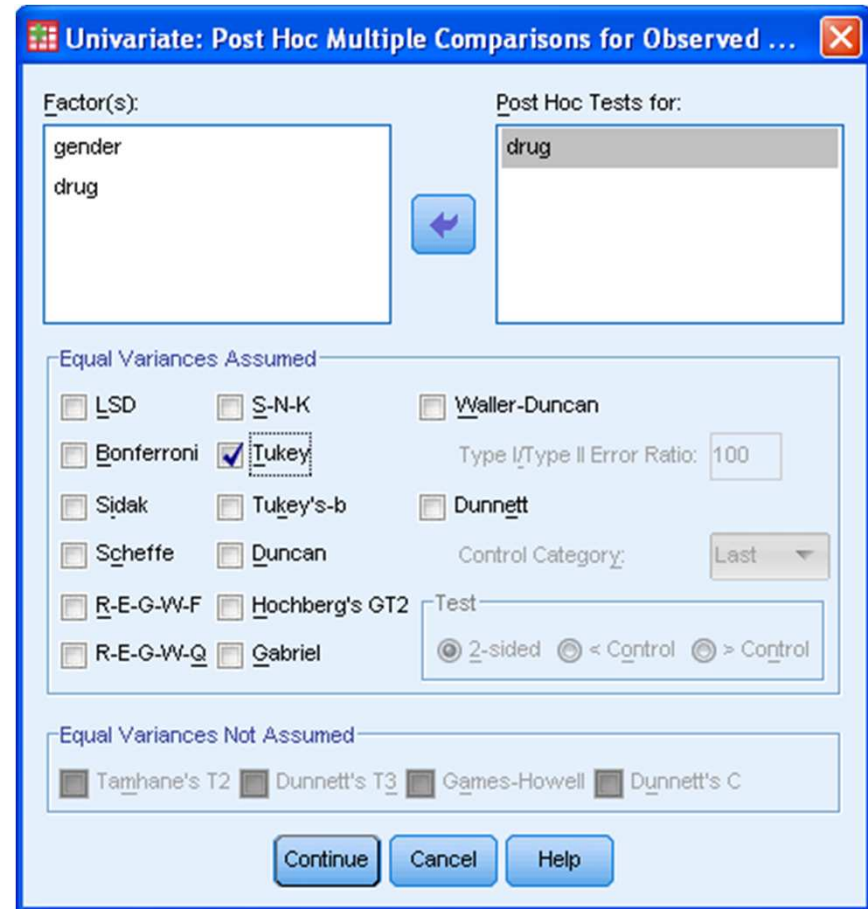 Univariate: Post Hoc Multiple Comparisons for Observed ...
Factor(s):
Post Hoc Tests for:
gender
drug
drug
Equal Variances Assumed
LSD
S-N-K
Waller-Duncan
Bonferroni
Tukey
Type I/Type II Error Ratio: 100
Sidak
Tukey's-b
Dunnett
Scheffe
Duncan
Control Category: Last
R-E-G-W-F
Hochberg's GT2
Test
R-E-G-W-Q
Gabriel
2-sided
< Control
> Control
Equal Variances Not Assumed
Tamhane's T2
Dunnett's T3
Games-Howell
Dunnett's C
Continue
Cancel
Help